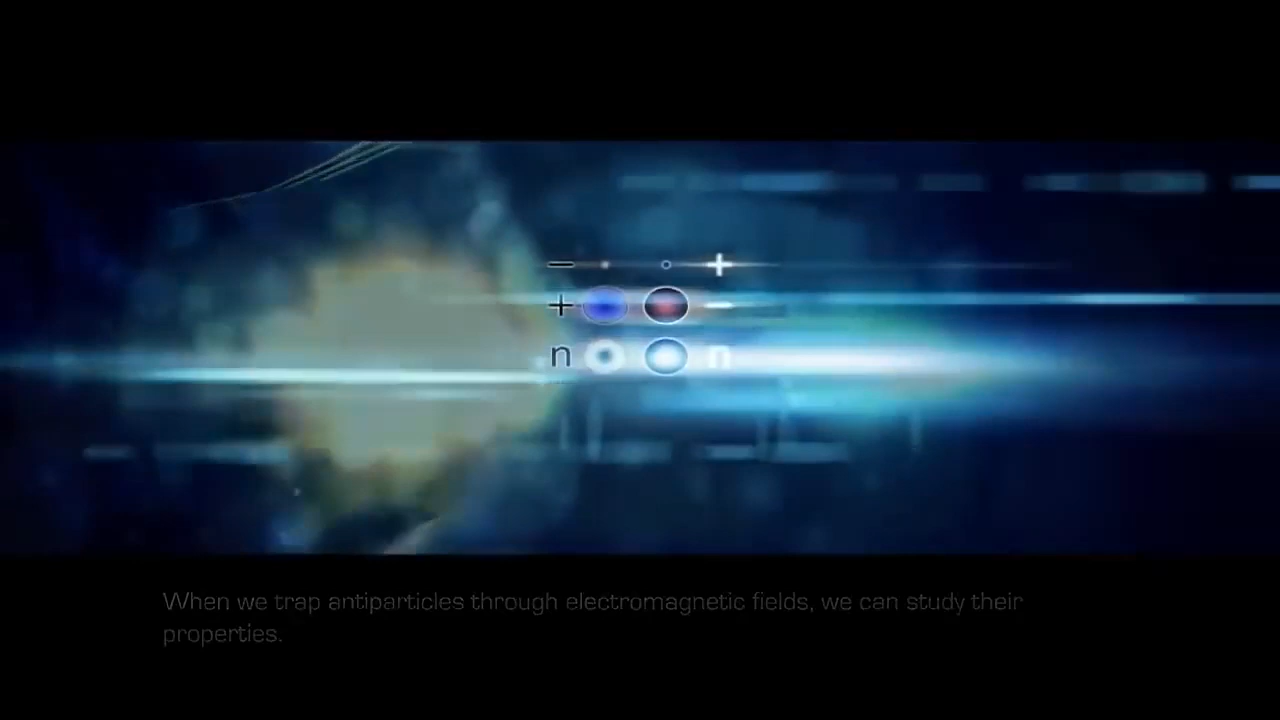 − +
+ −
n n
When we trap antiparticles through electromagnetic fields, we can study their
properties.